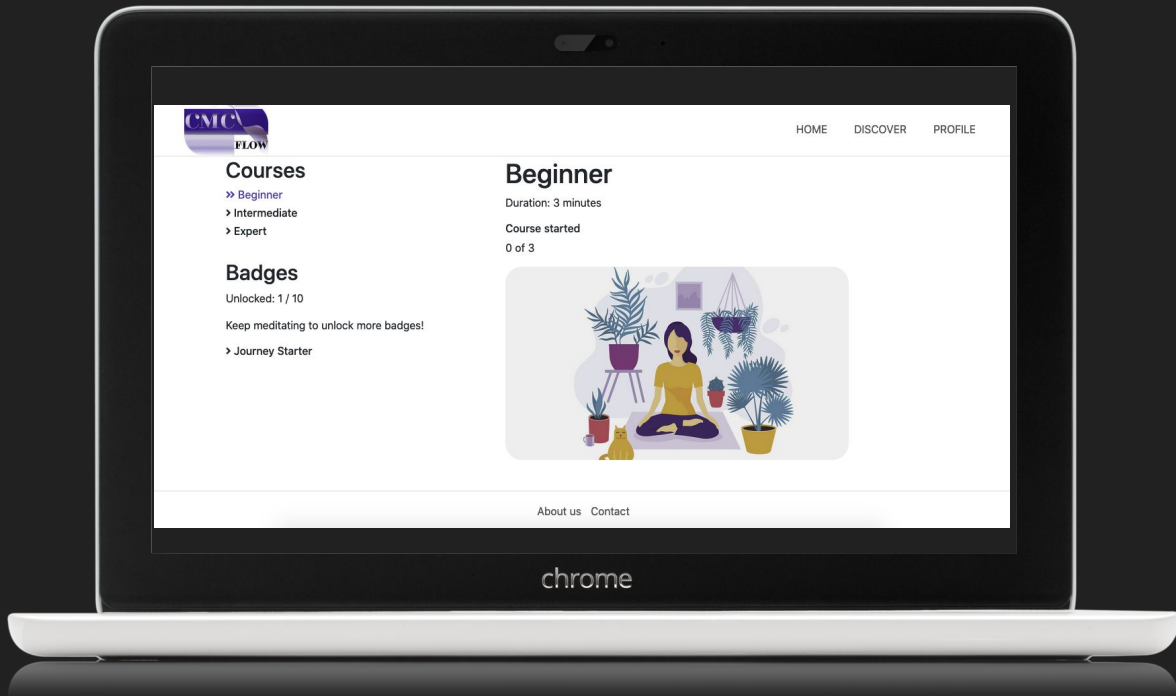 CMC
FLOW
HOME DISCOVER PROFILE
Courses
» Beginner
> Intermediate
> Expert
Badges
Unlocked: 1 / 10
Keep meditating to unlock more badges!
> Journey Starter
Beginner
Duration: 3 minutes
Course started
0 of 3
About us Contact
chrome